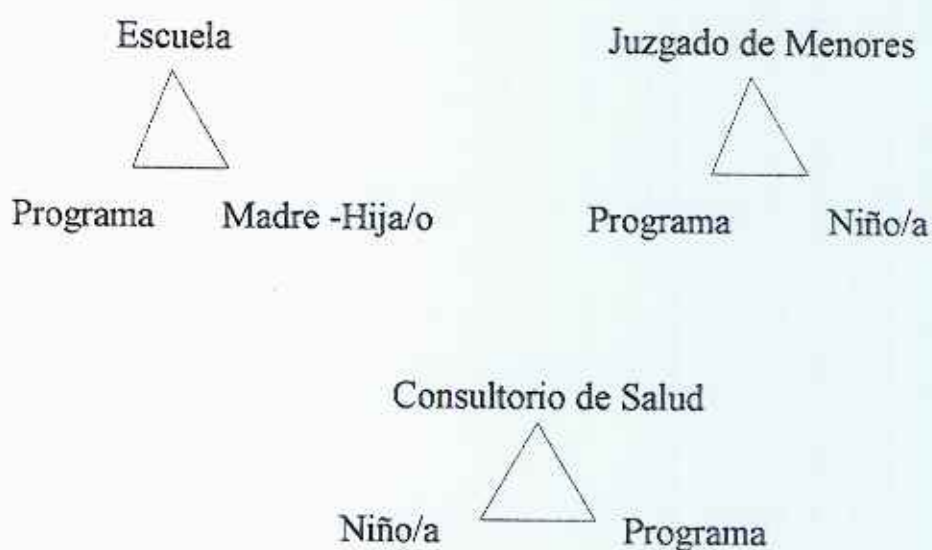 Escuela
Juzgado de Menores
Programa
Madre -Hija/o
Programa
Niño/a
Consultorio de Salud
Niño/a
Programa